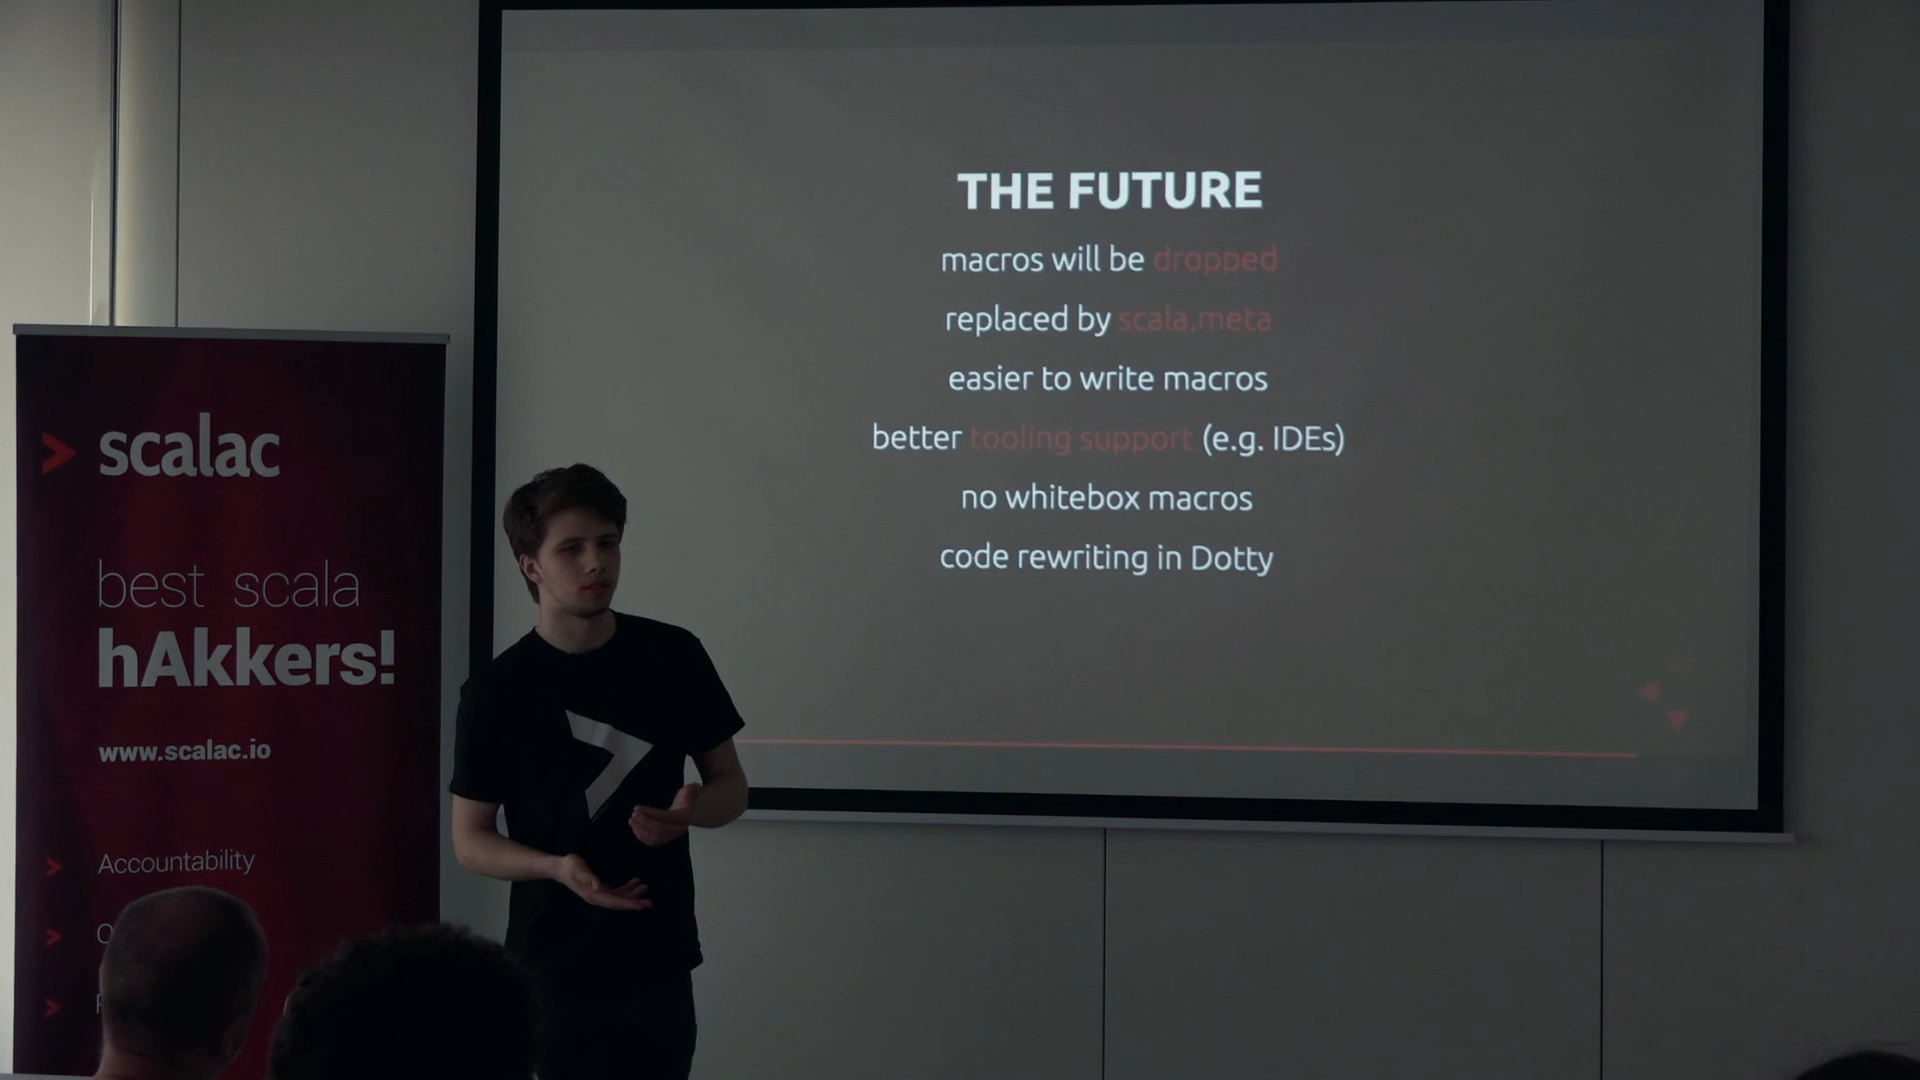 THE FUTURE
macros will be dropped
replaced by scala.meta
easier to write macros
better tooling support (e.g. IDEs)
no whitebox macros
code rewriting in Dotty
scalac
best scala
hAkkers!
www.scalac.io
Accountability